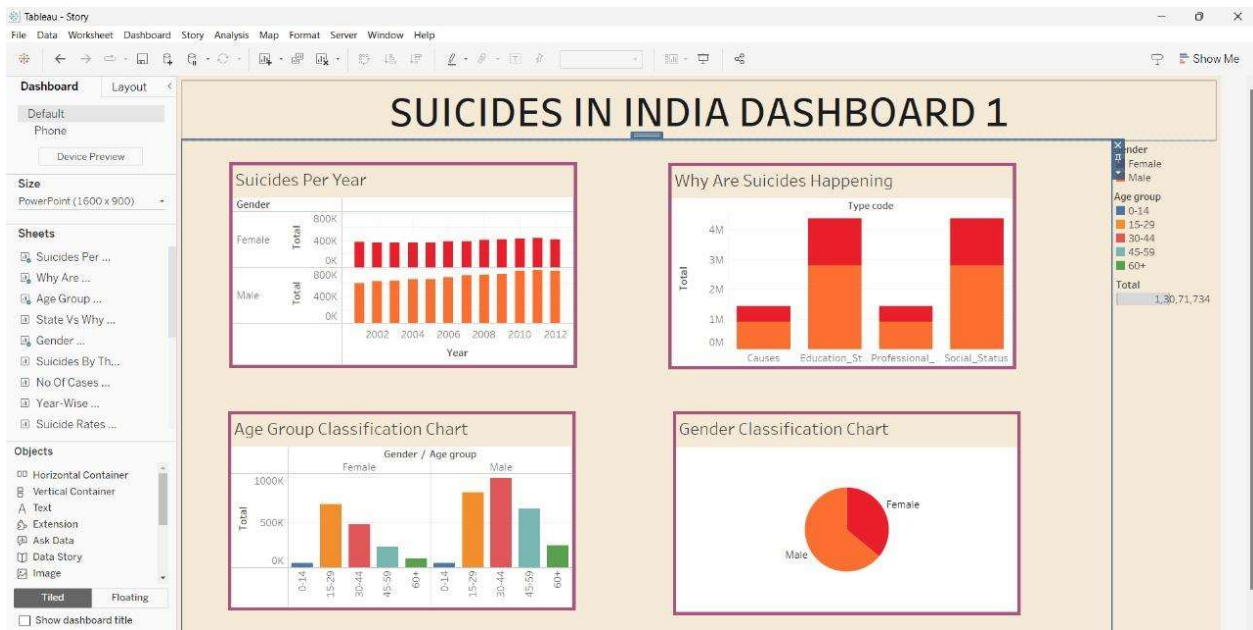 Tableau - Story
File Data Worksheet Dashboard Story Analysis Map Format Server Window Help
Show Me
Dashboard Layout
Default
Phone
Device Preview
Size
PowerPoint (1600 x 900)
Sheets
Suicides Per ...
Why Are ...
Age Group ...
State Vs Why ...
Gender ...
Suicides By Th...
No Of Cases ...
Year-Wise ...
Suicide Rates ...
Objects
Horizontal Container
Vertical Container
Text
Extension
Ask Data
Data Story
Image
Tiled Floating
Show dashboard title
SUICIDES IN INDIA DASHBOARD 1
Suicides Per Year
Gender
Female
Total
800K
400K
0K
Male
Total
800K
400K
0K
2002 2004 2006 2008 2010 2012
Year
Why Are Suicides Happening
Type code
Total
4M
3M
2M
1M
0M
Causes Education_St.. Professional_.. Social_Status
Age Group Classification Chart
Gender / Age group
Female Male
Total
1000K
500K
0K
0-14 15-29 30-44 45-59 60+ 0-14 15-29 30-44 45-59 60+
Gender Classification Chart
Female
Male
ender
Female
Male
Age group
0-14
15-29
30-44
45-59
60+
Total
1,30,71,734